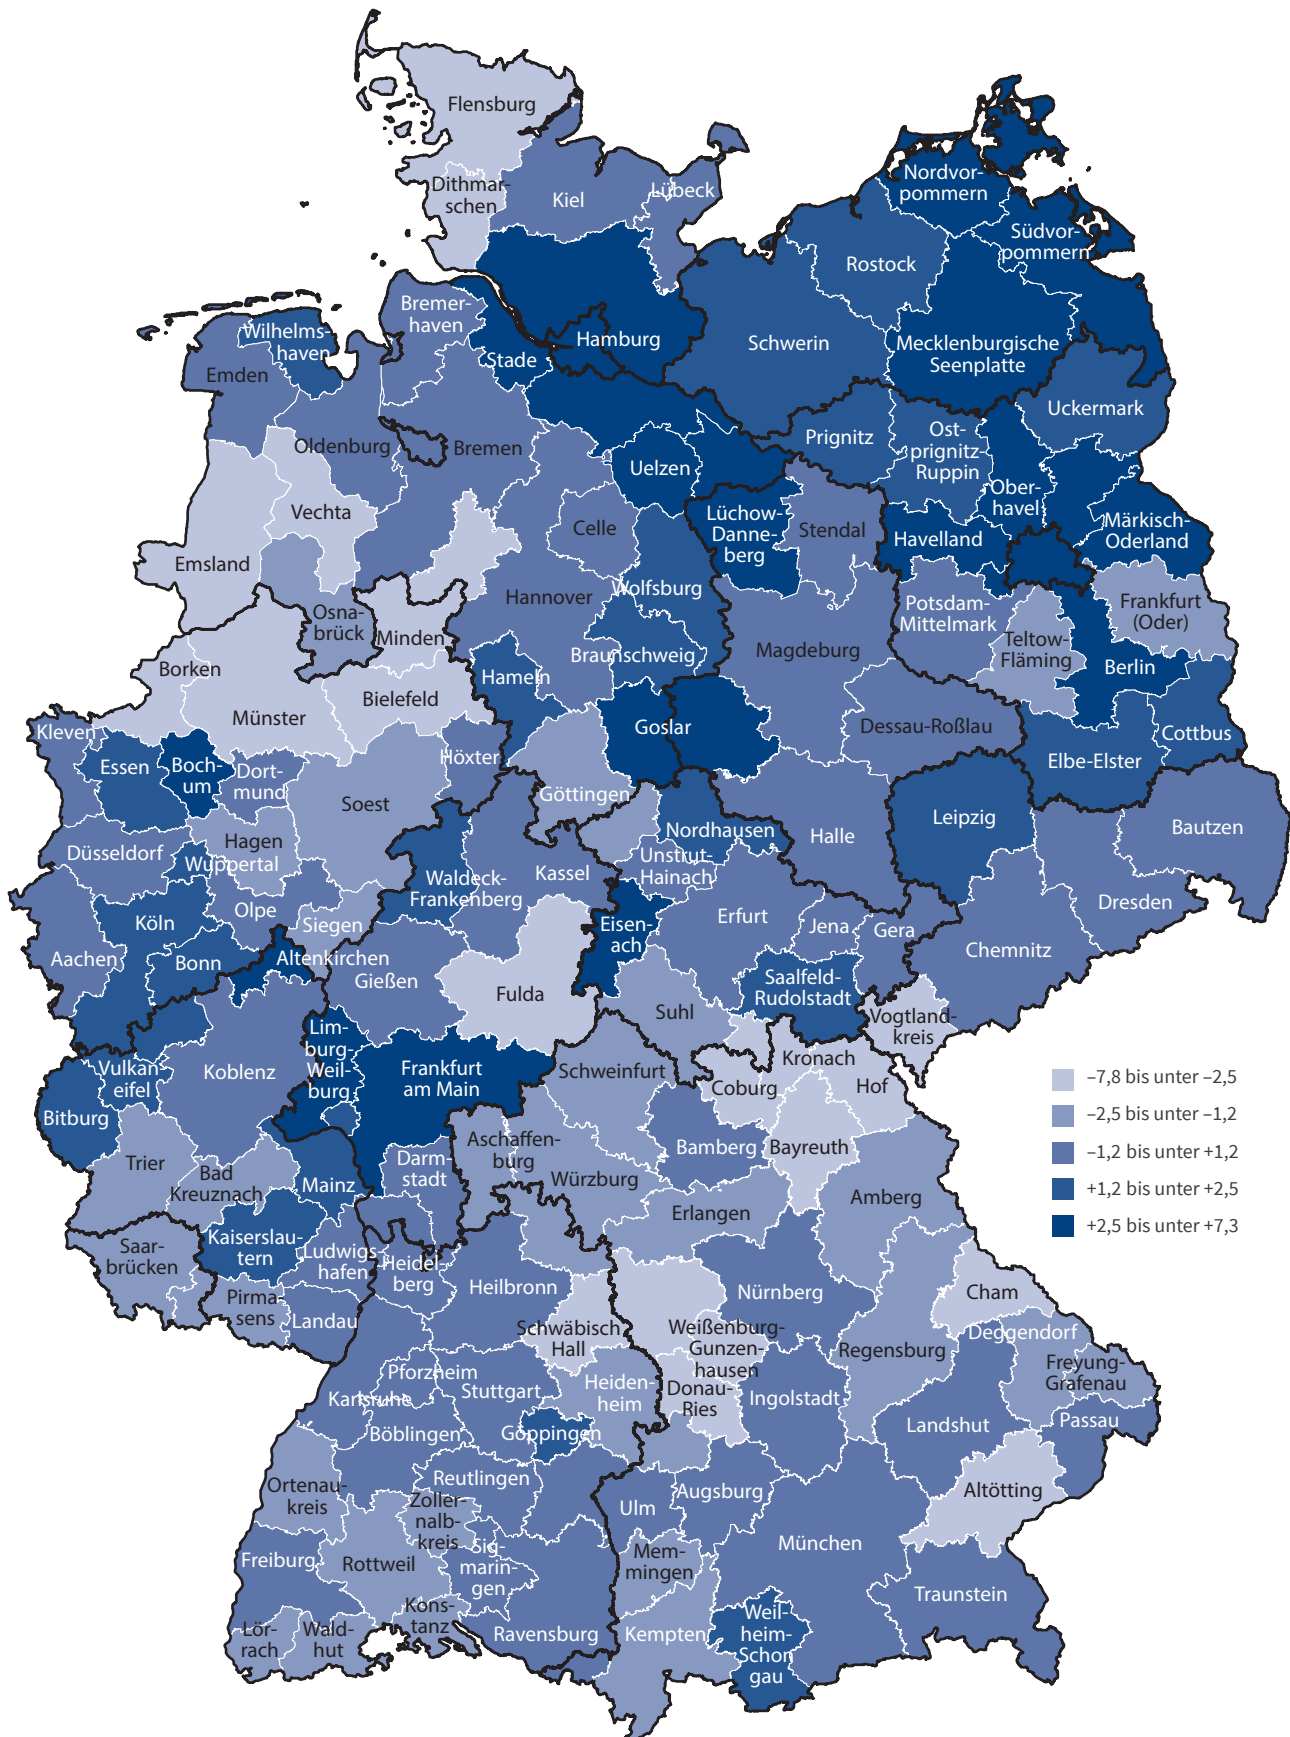 Flensburg
Dithmar-
schen
Kiel
Lübeck
Nordvor-
pommern
Südvor-
pommern
Rostock
Bremer-
haven
Wilhelms-
haven
Emden
Stade
Hamburg
Schwerin
Mecklenburgische
Seenplatte
Uckermark
Oldenburg
Bremen
Uelzen
Prignitz
Ost-
prignitz-
Ruppin
Ober-
havel
Vechta
Celle
Lüchow-
Danne-
berg
Stendal
Havelland
Märkisch-
Oderland
Emsland
Osna-
brück
Minden
Hannover
Wolfsburg
Potsdam-
Mittelmark
Frankfurt
(Oder)
Teltow-
Fläming
Borken
Braunschweig
Magdeburg
Berlin
Hameln
Bielefeld
Münster
Goslar
Dessau-Roßlau
Cottbus
Kleven
Essen
Boch-
um
Dort-
mund
Höxter
Elbe-Elster
Soest
Göttingen
Nordhausen
Halle
Leipzig
Bautzen
Düsseldorf
Hagen
Wuppertal
Unstrut-
Hainach
Waldeck-
Frankenberg
Kassel
Köln
Olpe
Siegen
Eisen-
ach
Erfurt
Jena
Gera
Dresden
Chemnitz
Aachen
Bonn
Altenkirchen
Gießen
Fulda
Saalfeld-
Rudolstadt
Suhl
Vogtland-
kreis
Lim-
burg-
Weil-
burg
Kronach
Vulkan-
eifel
Koblenz
Frankfurt
am Main
Schweinfurt
Coburg
Hof
–7,8 bis unter –2,5
–2,5 bis unter –1,2
–1,2 bis unter +1,2
+1,2 bis unter +2,5
+2,5 bis unter +7,3
Bitburg
Trier
Bad
Kreuznach
Mainz
Darm-
stadt
Aschaffen-
burg
Würzburg
Bamberg
Bayreuth
Amberg
Erlangen
Kaiserslau-
tern
Saar-
brücken
Ludwigs-
hafen
Heidel-
berg
Heilbronn
Nürnberg
Cham
Pirma-
sens
Landau
Schwäbisch
Hall
Weißenburg-
Gunzen-
hausen
Regensburg
Deggendorf
Freyung-
Grafenau
Pforzheim
Karlsruhe
Stuttgart
Heiden-
heim
Donau-
Ries
Ingolstadt
Landshut
Passau
Böblingen
Göppingen
Reutlingen
Ortenau-
kreis
Zoller-
nalb-
kreis
Ulm
Augsburg
Altötting
München
Freiburg
Rottweil
Sig-
marin-
gen
Mem-
mingen
Traunstein
Lör-
rach
Wald-
hut
Kons-
tanz
Ravensburg
Kempten
Weil-
heim-
Schon
gau